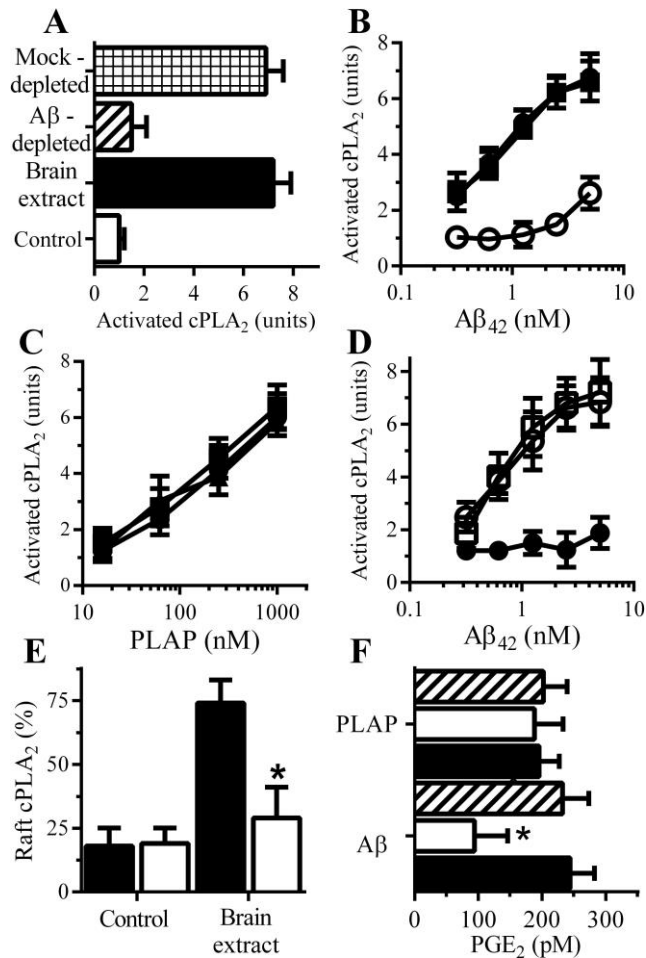 A
Mock -
depleted
Aβ -
depleted
Brain
extract
Control
0 2 4 6 8
Activated cPLA2 (units)
B
Activated cPLA2 (units)
8
6
4
2
0
0.1 1 10
Aβ42 (nM)
C
Activated cPLA2 (units)
8
6
4
2
0
10 100 1000
PLAP (nM)
D
Activated cPLA2 (units)
8
6
4
2
0
0.1 1 10
Aβ42 (nM)
E
Raft cPLA2 (%)
75
50
25
0
*
Control
Brain
extract
F
PLAP
Aβ
*
0 100 200 300
PGE2 (pM)